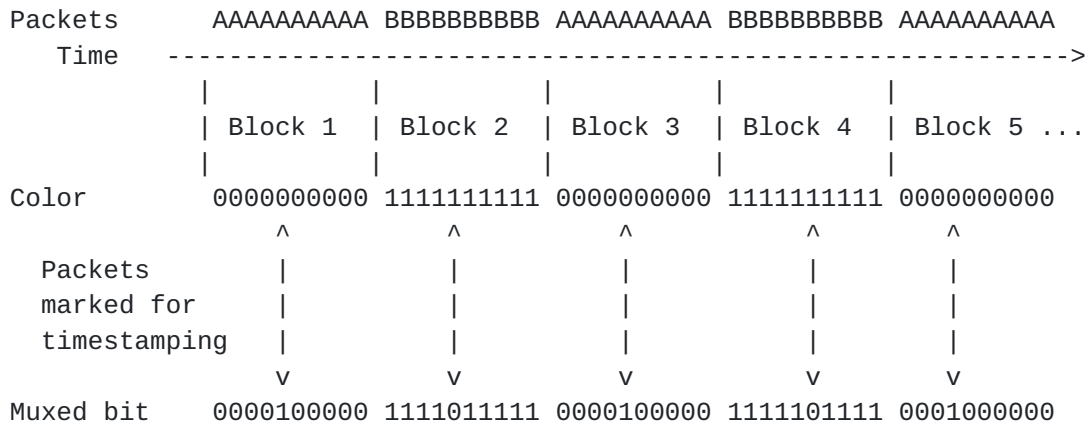 Packets AAAAAAAAAA BBBBBBBBBB AAAAAAAAAA BBBBBBBBBB AAAAAAAAAA
Time ---------------------------------------------------------->
| | | | |
| Block 1 | Block 2 | Block 3 | Block 4 | Block 5 ...
| | | | |
Color 0000000000 1111111111 0000000000 1111111111 0000000000
^ ^ ^ ^ ^
Packets | | | | |
marked for | | | | |
timestamping | | | | |
v v v v v
Muxed bit 0000100000 1111011111 0000100000 1111101111 0001000000